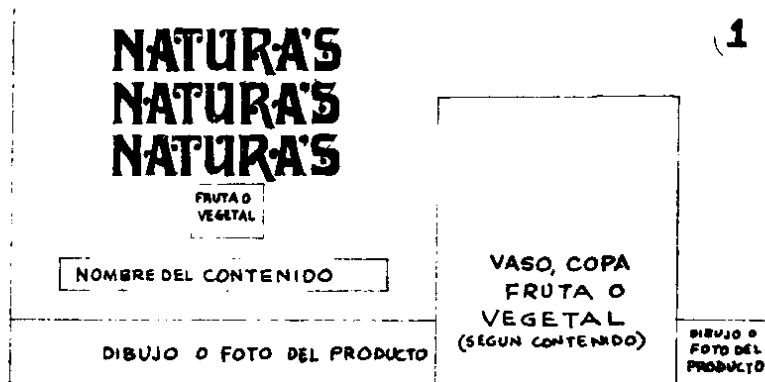 1
NATURA'S
NATURA'S
NATURA'S
FRUTA O
VEGETAL
NOMBRE DEL CONTENIDO
VASO, COPA
FRUTA O
VEGETAL
(SEGUN CONTENIDO)
DIBUJO O FOTO DEL PRODUCTO
DIBUJO O
FOTO DEL
PRODUCTO